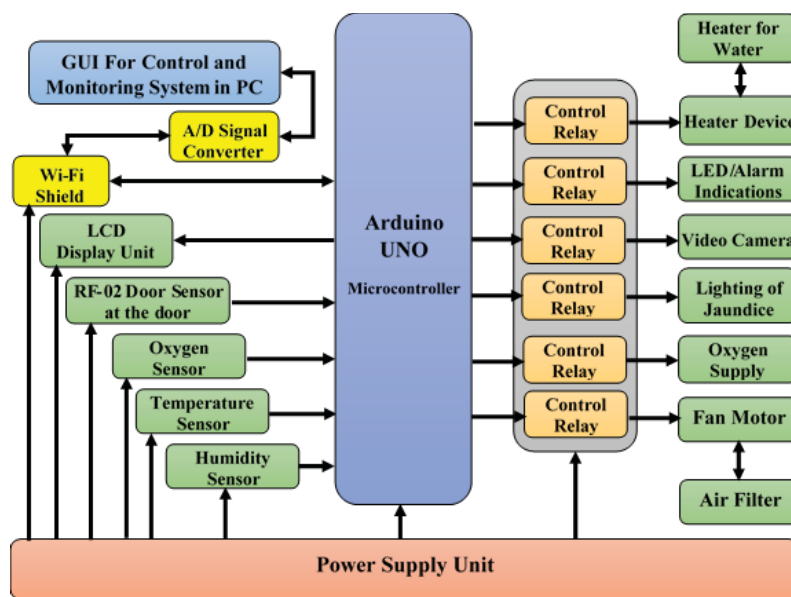 GUI For Control and
Monitoring System in PC
A/D Signal
Converter
Wi-Fi
Shield
LCD
Display Unit
RF-02 Door Sensor
at the door
Oxygen
Sensor
Temperature
Sensor
Humidity
Sensor
Arduino
UNO
Microcontroller
Control
Relay
Control
Relay
Control
Relay
Control
Relay
Control
Relay
Control
Relay
Heater for
Water
Heater Device
LED/Alarm
Indications
Video Camera
Lighting of
Jaundice
Oxygen
Supply
Fan Motor
Air Filter
Power Supply Unit